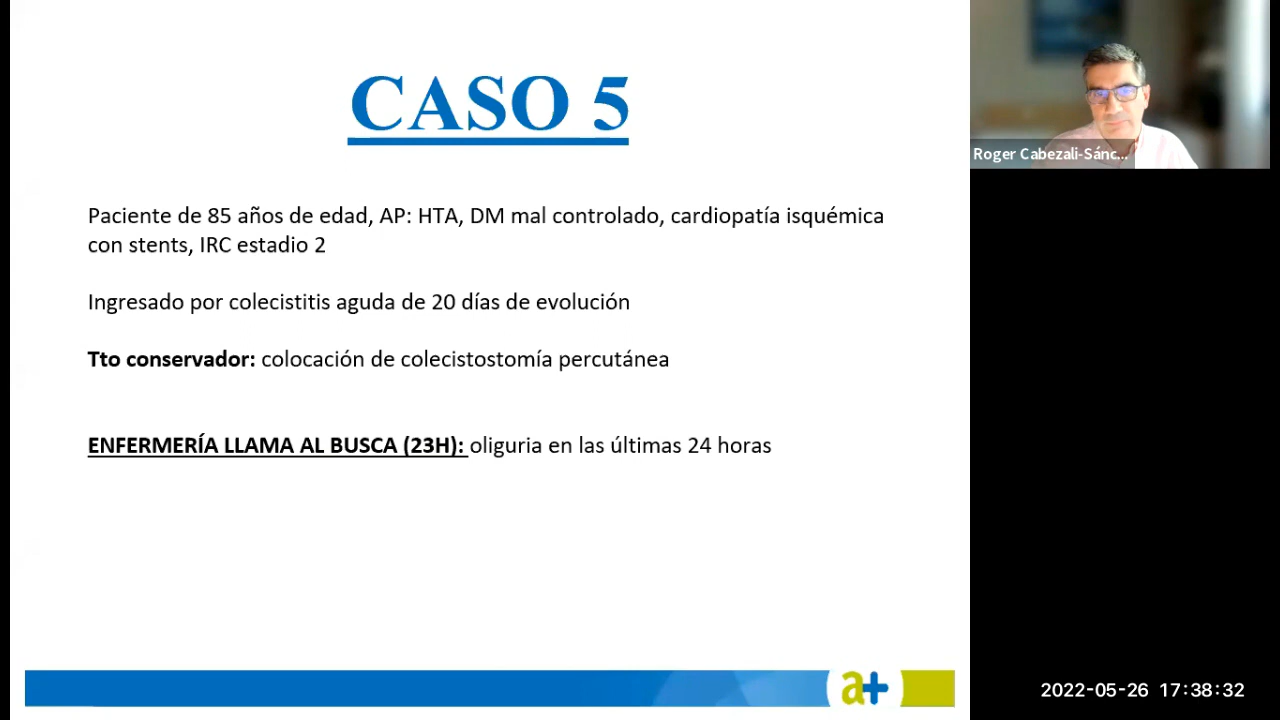 CASO 5
Paciente de 85 años de edad, AP: HTA, DM mal controlado, cardiopatía isquémica
con stents, IRC estadio 2
Ingresado por colecistitis aguda de 20 días de evolución
Tto conservador: colocación de colecistostomía percutánea
ENFERMERÍA LLAMA AL BUSCA (23H): oliguria en las últimas 24 horas
a+
Roger Cabezali-Sánc...
2022-05-26 17:38:32